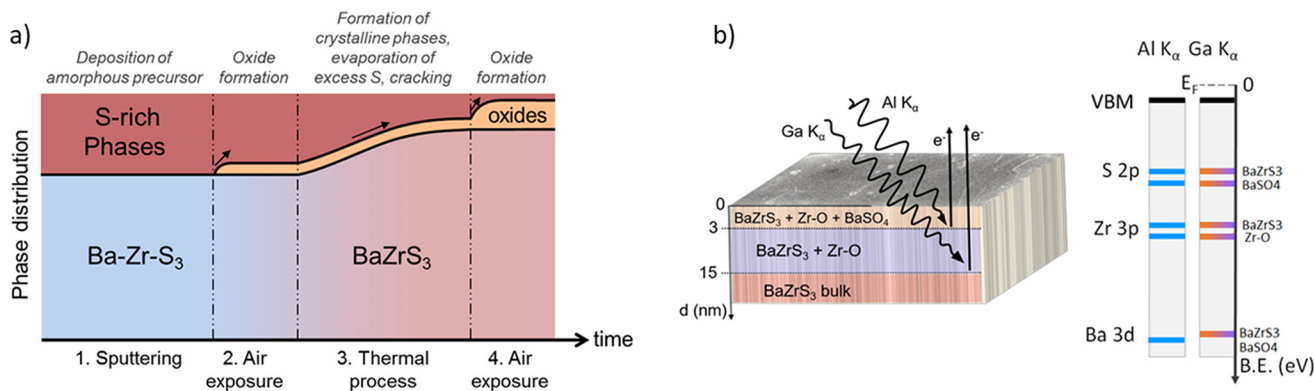 a)
Deposition of
amorphous precursor
Oxide
formation
Formation of
crystalline phases,
evaporation of
excess S, cracking
Oxide
formation
Phase distribution
S-rich
Phases
oxides
Ba-Zr-S₃
BaZrS₃
time
1. Sputtering
2. Air
exposure
3. Thermal
process
4. Air
exposure
b)
Al Kα
Ga Kα
e-
e-
0
3
15
d (nm)
BaZrS₃ + Zr-O + BaSO₄
BaZrS₃ + Zr-O
BaZrS₃ bulk
Al Kα Ga Kα
EF
0
VBM
S 2p
BaZrS3
BaSO4
Zr 3p
BaZrS3
Zr-O
Ba 3d
BaZrS3
BaSO4
B.E. (eV)